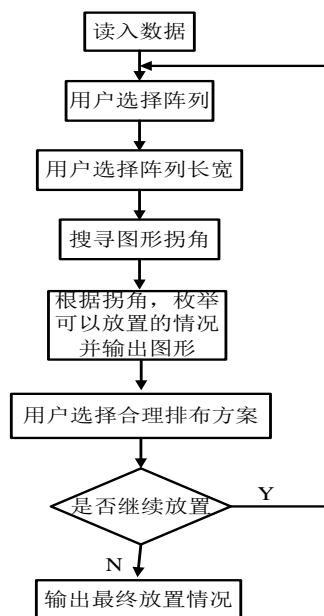 读入数据
用户选择阵列
用户选择阵列长宽
搜寻图形拐角
根据拐角，枚举
可以放置的情况
并输出图形
用户选择合理排布方案
是否继续放置
Y
N
输出最终放置情况